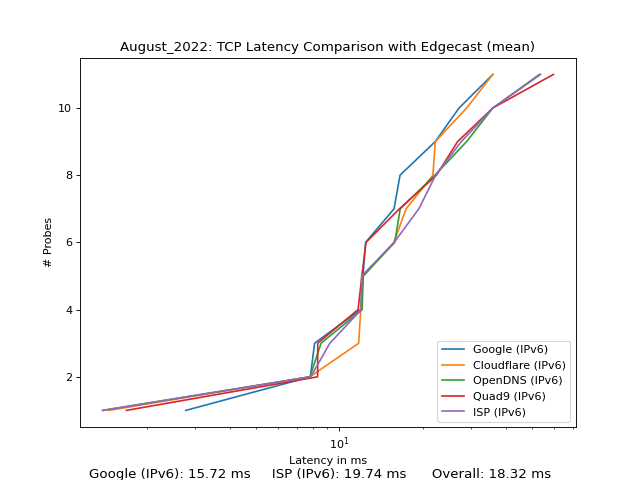 August_2022: TCP Latency Comparison with Edgecast (mean)
# Probes
10
8
6
4
2
Google (IPv6)
Cloudflare (IPv6)
OpenDNS (IPv6)
Quad9 (IPv6)
ISP (IPv6)
10¹
Latency in ms
Google (IPv6): 15.72 ms ISP (IPv6): 19.74 ms Overall: 18.32 ms